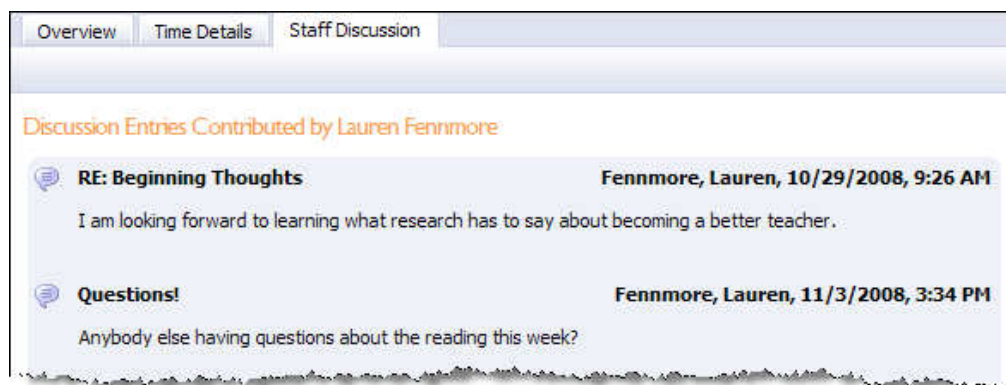 Overview Time Details Staff Discussion
Discussion Entries Contributed by Lauren Fennmore
RE: Beginning Thoughts Fennmore, Lauren, 10/29/2008, 9:26 AM
I am looking forward to learning what research has to say about becoming a better teacher.
Questions! Fennmore, Lauren, 11/3/2008, 3:34 PM
Anybody else having questions about the reading this week?